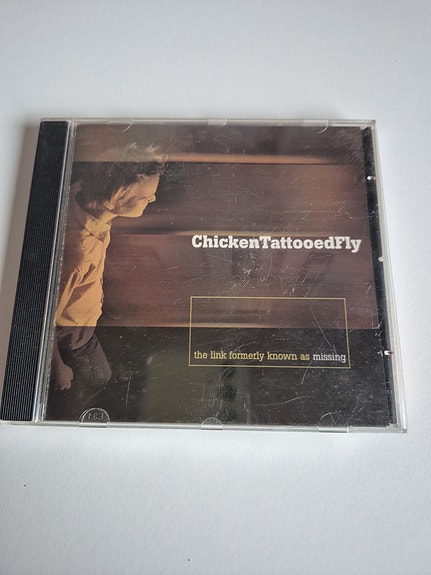 ChickenTattooedFly
the link formerly known as missing